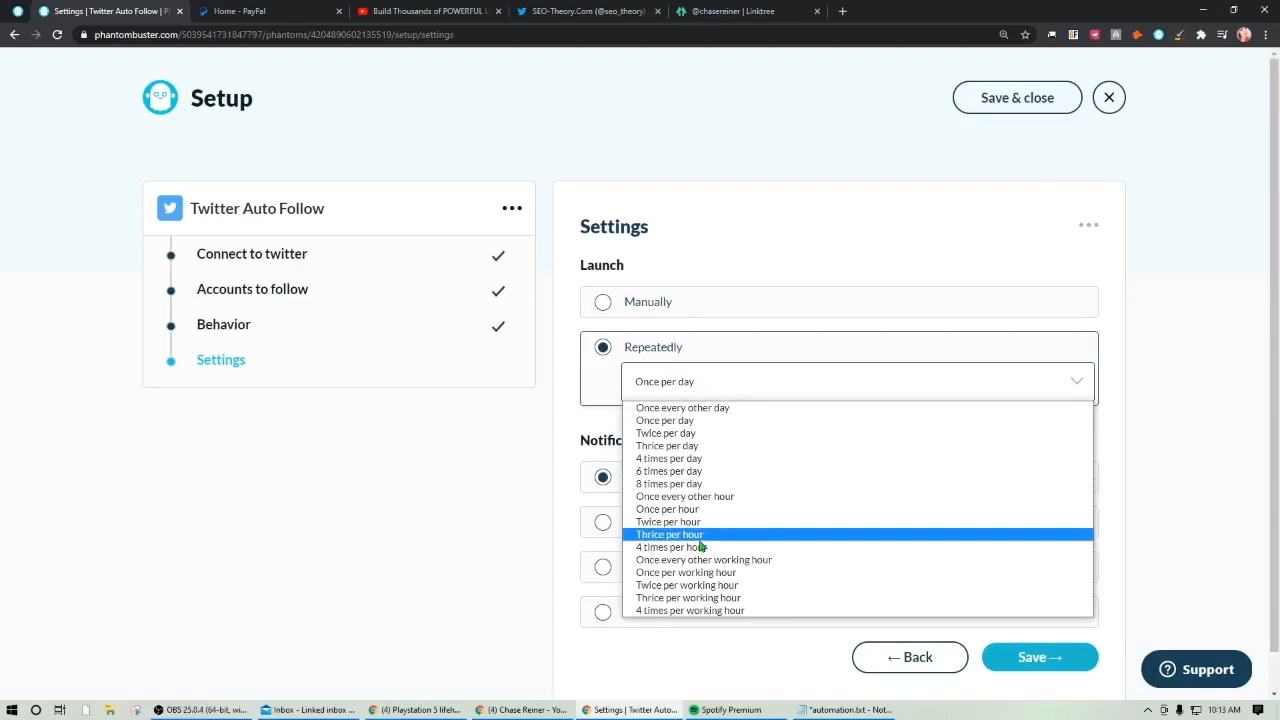 Settings | Twitter Auto Follow | Pl
Home - PayPal
Build Thousands of POWERFUL L
SEO-Theory.Com (@seo_theory)
@chasereiner | Linktree
phantombuster.com/5039541731847797/phantoms/4204890602135519/setup/settings
Setup
Save & close
Twitter Auto Follow
Connect to twitter
Accounts to follow
Behavior
Settings
Settings
Launch
Manually
Repeatedly
Once per day
Once every other day
Once per day
Twice per day
Thrice per day
4 times per day
6 times per day
8 times per day
Once every other hour
Once per hour
Twice per hour
Thrice per hour
4 times per hour
Once every other working hour
Once per working hour
Twice per working hour
Thrice per working hour
4 times per working hour
Notific
← Back
Save →
Support
OBS 25.0.4 (64-bit, wi...
Inbox - Linked inbox ...
(4) Playstation 5 lifeh...
(4) Chase Reiner - Yo...
Settings | Twitter Auto...
Spotify Premium
*automation.txt - Not...
10:13 AM